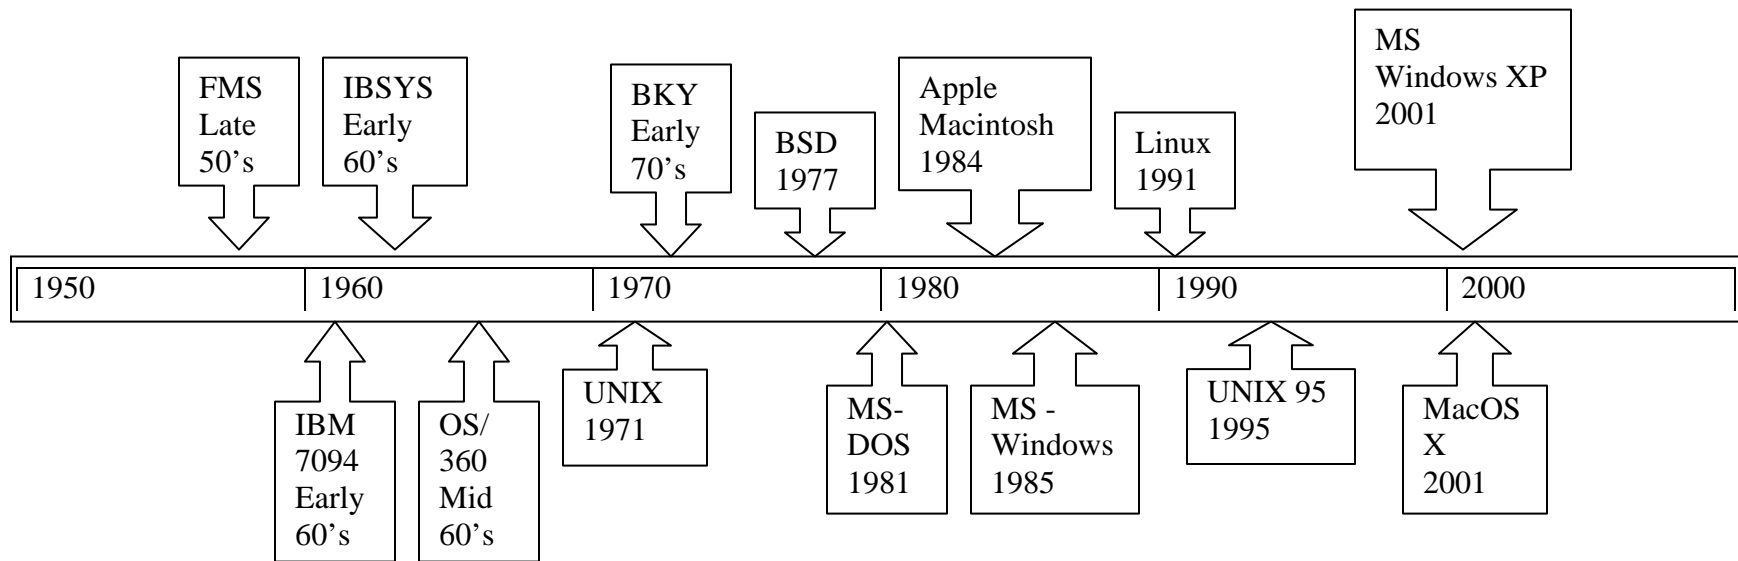 FMS
Late
50’s
IBSYS
Early
60’s
BKY
Early
70’s
BSD
1977
Apple
Macintosh
1984
Linux
1991
MS
Windows XP
2001
1950
1960
1970
1980
1990
2000
IBM
7094
Early
60’s
OS/
360
Mid
60’s
UNIX
1971
MS-
DOS
1981
MS -
Windows
1985
UNIX 95
1995
MacOS
X
2001